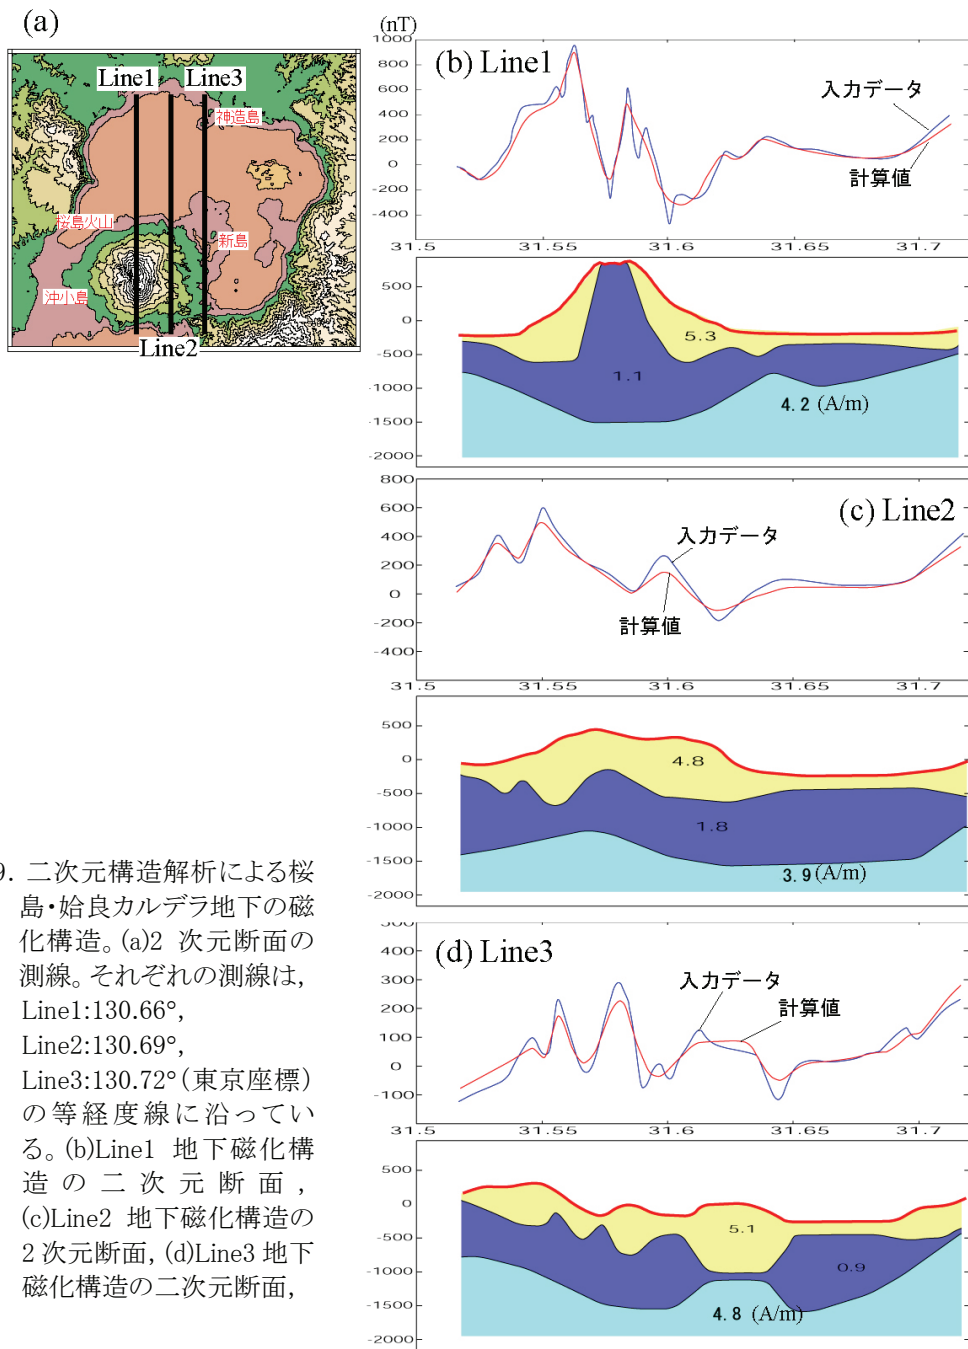 (a)
Line1
Line3
神造島
桜島火山
新島
沖小島
Line2
(nT)
(b) Line1
1000
800
600
400
200
0
-200
-400
入力データ
計算値
31.5
31.55
31.6
31.65
31.7
500
0
-500
-1000
-1500
-2000
5.3
1.1
4.2 (A/m)
(c) Line2
800
600
400
200
0
-200
-400
入力データ
計算値
31.5
31.55
31.6
31.65
31.7
500
0
-500
-1000
-1500
-2000
4.8
1.8
3.9 (A/m)
(d) Line3
400
300
200
100
0
-100
入力データ
計算値
31.5
31.55
31.6
31.65
31.7
500
0
-500
-1000
-1500
-2000
5.1
0.9
4.8 (A/m)
9. 二次元構造解析による桜
島・姶良カルデラ地下の磁
化構造。(a)2 次元断面の
測線。それぞれの測線は,
Line1:130.66°,
Line2:130.69°,
Line3:130.72°(東京座標)
の等経度線に沿ってい
る。(b)Line1 地下磁化構
造の二次元断面,
(c)Line2 地下磁化構造の
2 次元断面, (d)Line3 地下
磁化構造の二次元断面,